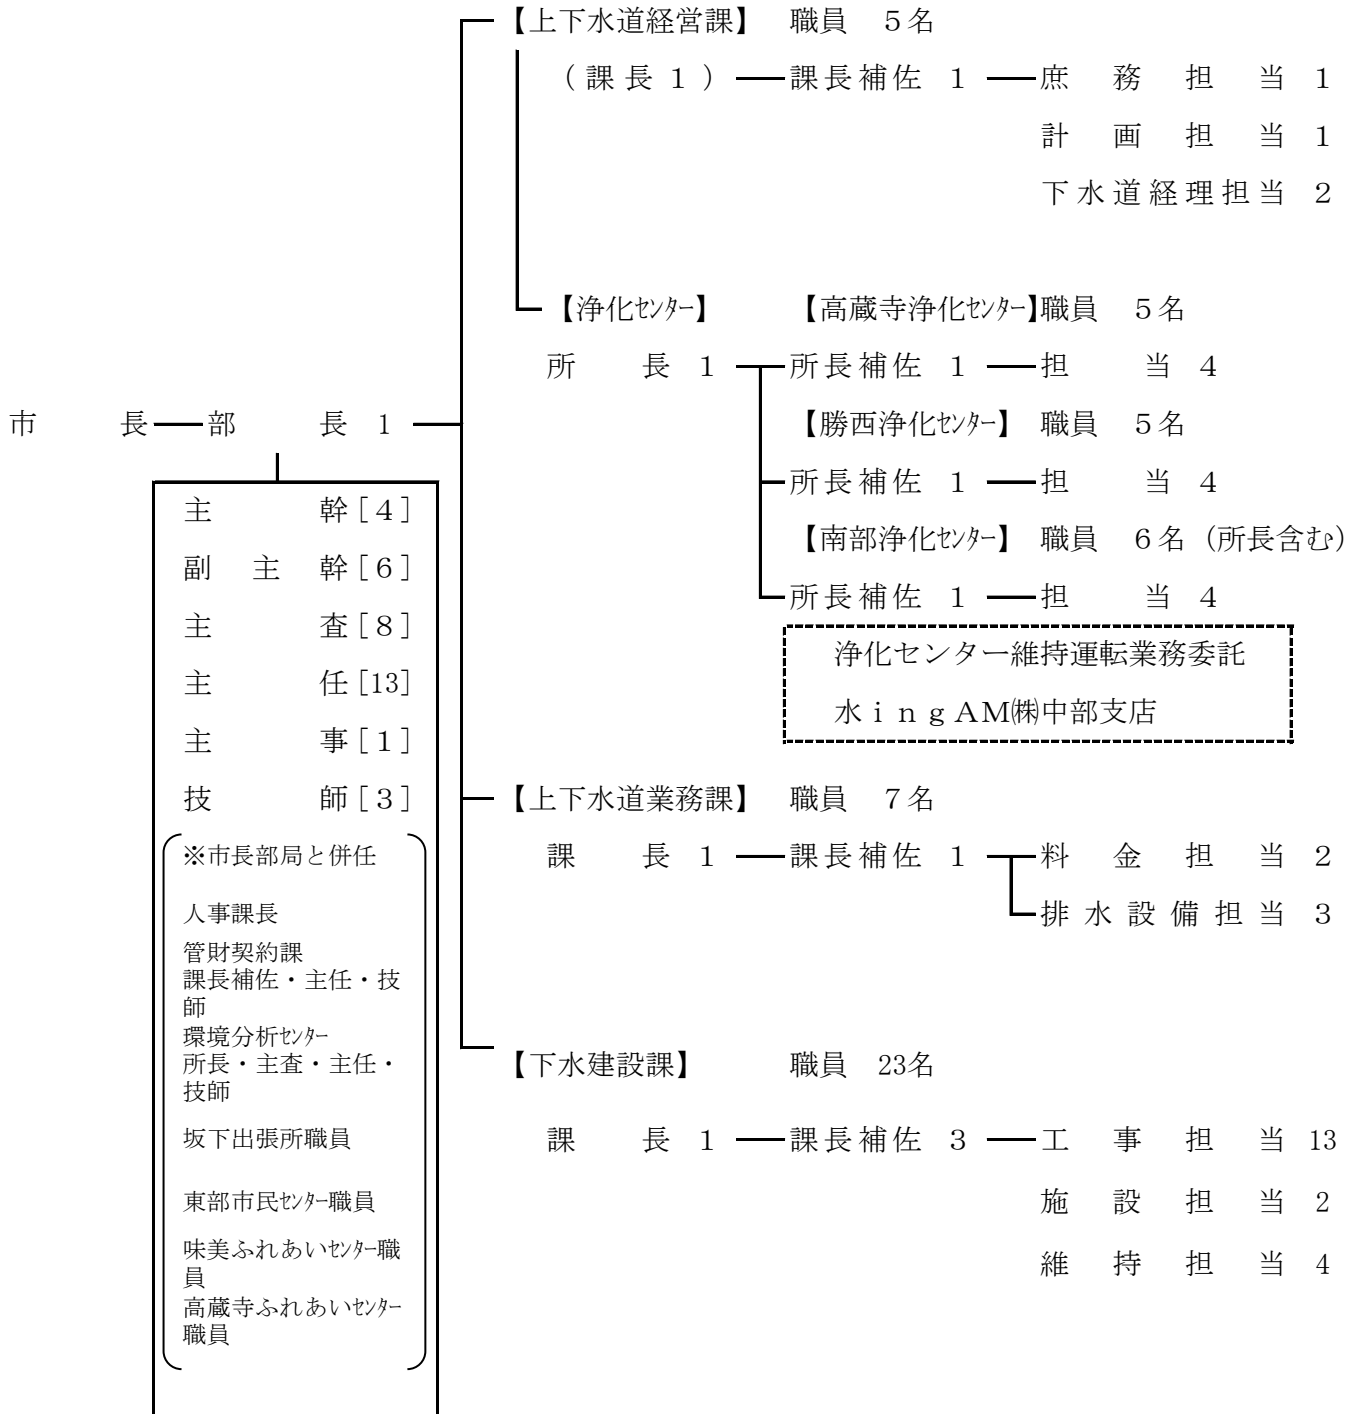 【上下水道経営課】 職員 ５名
（課長１） 課長補佐 １ 庶務担当 １
計画担当 １
下水道経理担当 ２
【浄化ｾﾝﾀｰ】 【高蔵寺浄化ｾﾝﾀｰ】職員 ５名
所長 １ 所長補佐 １ 担当 ４
市長 部長 １ 【勝西浄化ｾﾝﾀｰ】 職員 ５名
所長補佐 １ 担当 ４
【南部浄化ｾﾝﾀｰ】 職員 ６名（所長含む）
所長補佐 １ 担当 ４
浄化センター維持運転業務委託
水ｉｎｇＡＭ㈱中部支店
主幹［４］
副主幹［６］
主査［８］
主任［13］
主事［１］
技師［３］
※市長部局と併任
人事課長
管財契約課
課長補佐・主任・技
師
環境分析ｾﾝﾀｰ
所長・主査・主任・
技師
坂下出張所職員
東部市民ｾﾝﾀｰ職員
味美ふれあいｾﾝﾀｰ職
員
高蔵寺ふれあいｾﾝﾀｰ
職員
【上下水道業務課】 職員 ７名
課長 １ 課長補佐 １ 料金担当 ２
排水設備担当 ３
【下水建設課】 職員 23名
課長 １ 課長補佐 ３ 工事担当 13
施設担当 ２
維持担当 ４